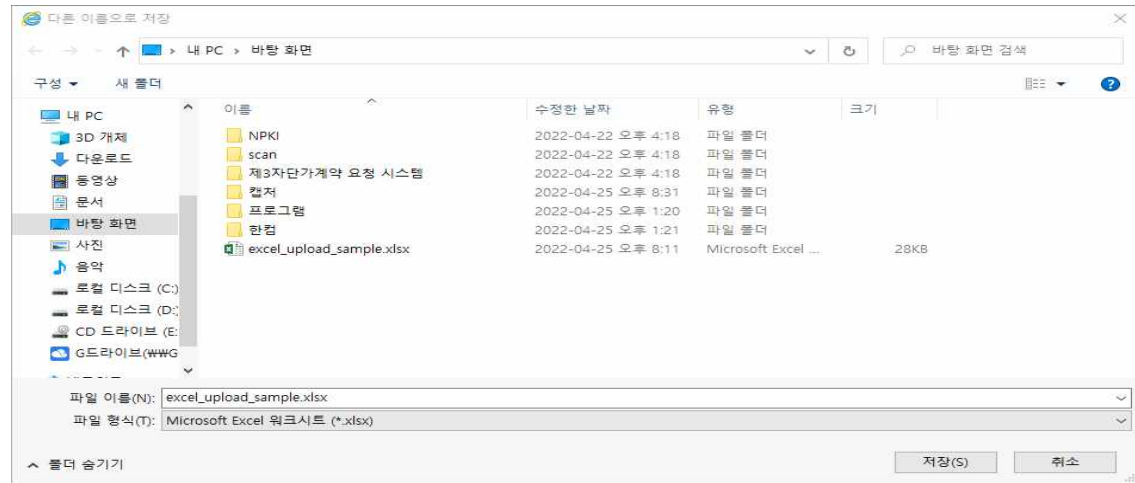 다른 이름으로 저장
내 PC > 바탕 화면
바탕 화면 검색
구성
새 폴더
이름
수정한 날짜
유형
크기
내 PC
3D 개체
다운로드
동영상
문서
바탕 화면
사진
음악
로컬 디스크 (C:)
로컬 디스크 (D:)
CD 드라이브 (E:
G드라이브(₩₩G
NPKI 2022-04-22 오후 4:18 파일 폴더
scan 2022-04-22 오후 4:18 파일 폴더
제3자단가계약 요청 시스템 2022-04-22 오후 4:18 파일 폴더
캡처 2022-04-25 오후 8:31 파일 폴더
프로그램 2022-04-25 오후 1:20 파일 폴더
한컴 2022-04-25 오후 1:21 파일 폴더
excel_upload_sample.xlsx 2022-04-25 오후 8:11 Microsoft Excel ... 28KB
파일 이름(N): excel_upload_sample.xlsx
파일 형식(T): Microsoft Excel 워크시트 (*.xlsx)
폴더 숨기기
저장(S)
취소